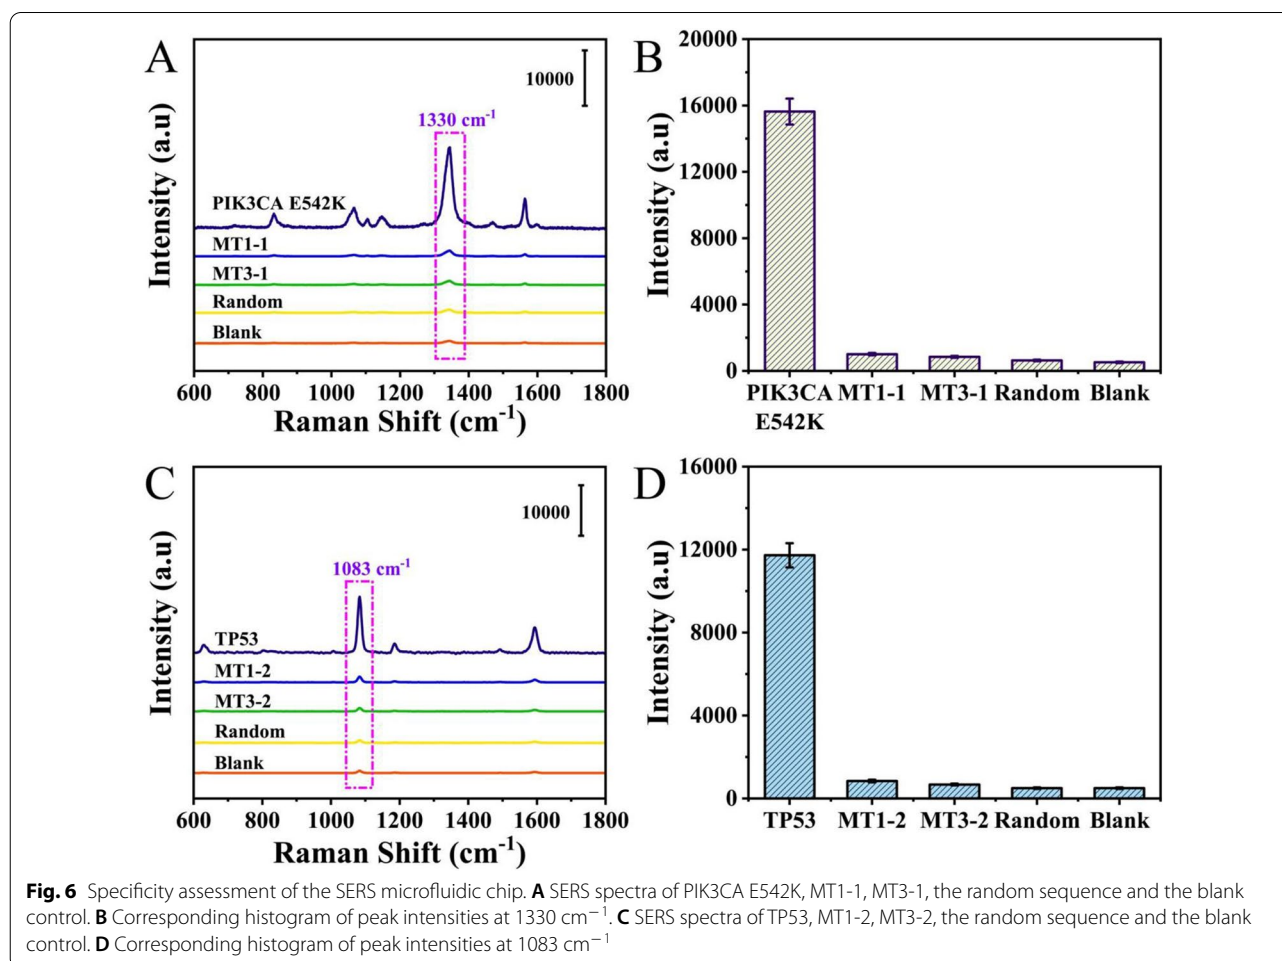 A
10000
1330 cm-1
PIK3CA E542K
MT1-1
MT3-1
Random
Blank
Intensity (a.u)
600 800 1000 1200 1400 1600 1800
Raman Shift (cm-1)
B
20000
16000
12000
8000
4000
0
Intensity (a.u)
PIK3CA E542K MT1-1 MT3-1 Random Blank
C
10000
1083 cm-1
TP53
MT1-2
MT3-2
Random
Blank
Intensity (a.u)
600 800 1000 1200 1400 1600 1800
Raman Shift (cm-1)
D
16000
12000
8000
4000
0
Intensity (a.u)
TP53 MT1-2 MT3-2 Random Blank
Fig. 6 Specificity assessment of the SERS microfluidic chip. A SERS spectra of PIK3CA E542K, MT1-1, MT3-1, the random sequence and the blank
control. B Corresponding histogram of peak intensities at 1330 cm−1. C SERS spectra of TP53, MT1-2, MT3-2, the random sequence and the blank
control. D Corresponding histogram of peak intensities at 1083 cm−1